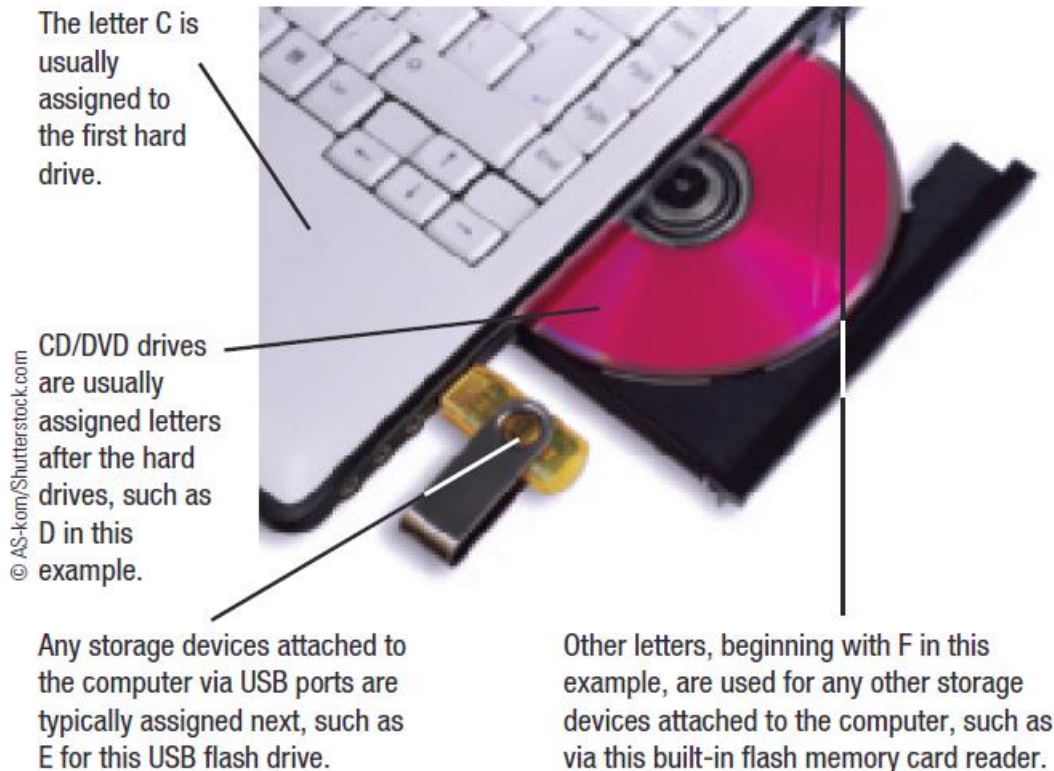 The letter C is
usually
assigned to
the first hard
drive.
CD/DVD drives
are usually
assigned letters
after the hard
drives, such as
D in this
example.
© AS-kom/Shutterstock.com
Any storage devices attached to
the computer via USB ports are
typically assigned next, such as
E for this USB flash drive.
Other letters, beginning with F in this
example, are used for any other storage
devices attached to the computer, such as
via this built-in flash memory card reader.